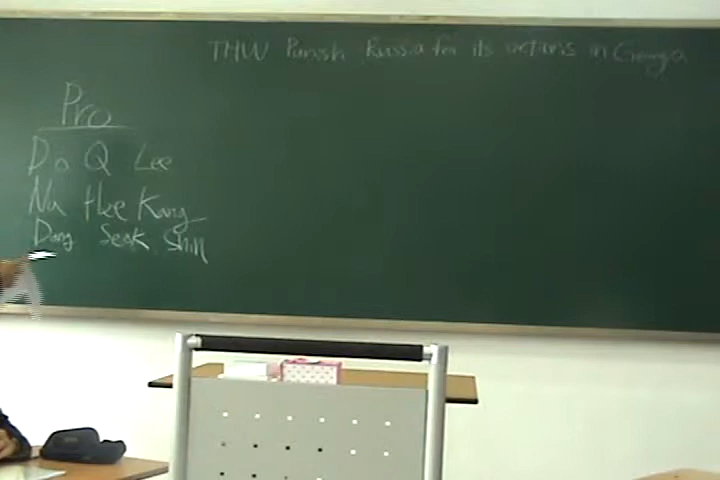 THW Punish Russia for its actions in Georgia
Pro
Do Q Lee
Na Hee Kang
Dong Seok Shin